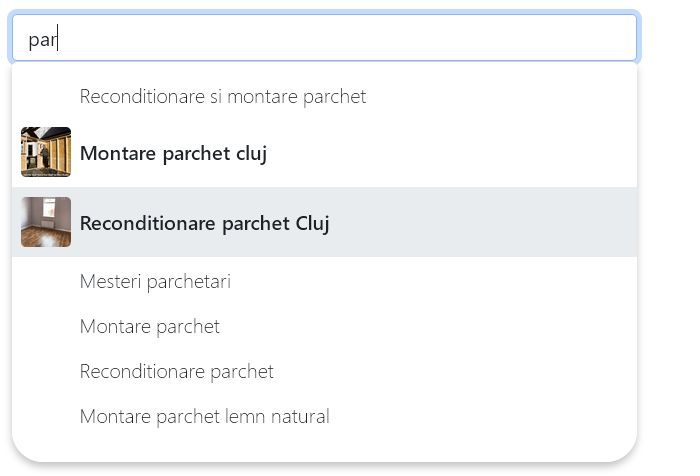 par
Reconditionare si montare parchet
Montare parchet cluj
Reconditionare parchet Cluj
Mesteri parchetari
Montare parchet
Reconditionare parchet
Montare parchet lemn natural